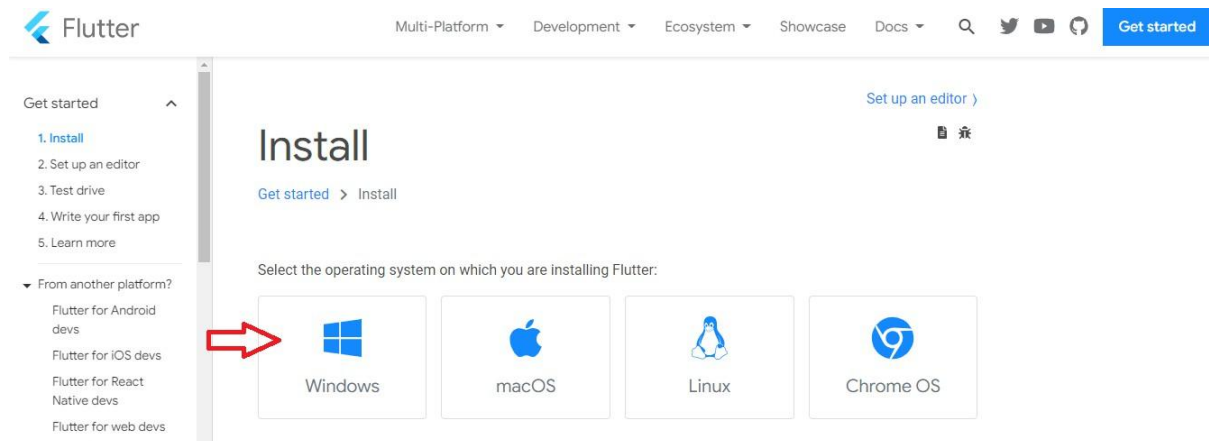 Flutter
Multi-Platform
Development
Ecosystem
Showcase
Docs
Get started
Get started
1. Install
2. Set up an editor
3. Test drive
4. Write your first app
5. Learn more
From another platform?
Flutter for Android
devs
Flutter for iOS devs
Flutter for React
Native devs
Flutter for web devs
Set up an editor
Install
Get started > Install
Select the operating system on which you are installing Flutter:
Windows
macOS
Linux
Chrome OS